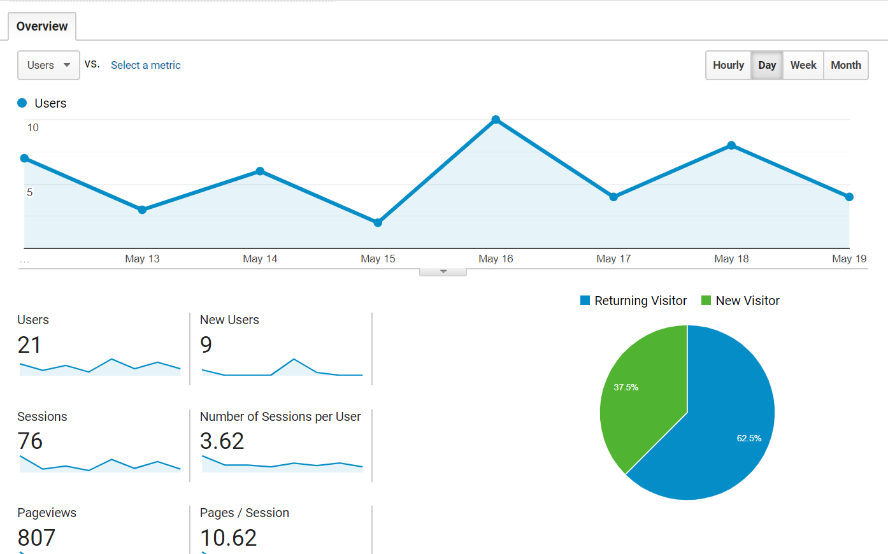 Overview
Users vs. Select a metric Hourly Day Week Month
Users
10
5
... May 13 May 14 May 15 May 16 May 17 May 18 May 19
Returning Visitor New Visitor
Users New Users
21 9
37.5%
Sessions Number of Sessions per User
76 3.62
62.5%
Pageviews Pages / Session
807 10.62